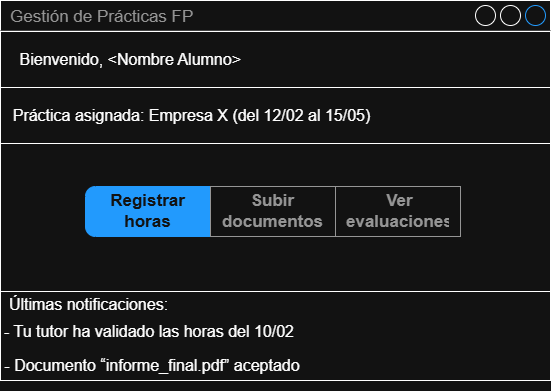 Gestión de Prácticas FP
Bienvenido, <Nombre Alumno>
Práctica asignada: Empresa X (del 12/02 al 15/05)
Registrar horas
Subir documentos
Ver evaluaciones
Últimas notificaciones:
- Tu tutor ha validado las horas del 10/02
- Documento “informe_final.pdf” aceptado